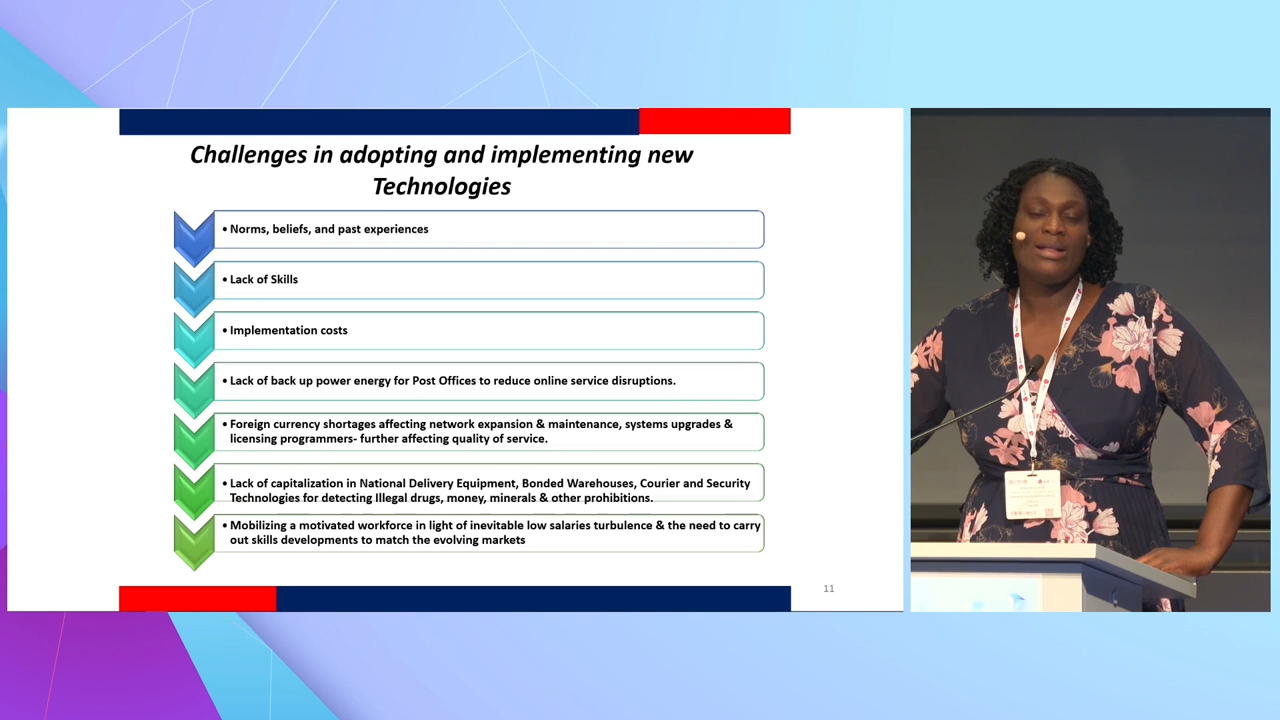 Challenges in adopting and implementing new
Technologies
• Norms, beliefs, and past experiences
• Lack of Skills
• Implementation costs
• Lack of back up power energy for Post Offices to reduce online service disruptions.
• Foreign currency shortages affecting network expansion & maintenance, systems upgrades &
licensing programmers- further affecting quality of service.
• Lack of capitalization in National Delivery Equipment, Bonded Warehouses, Courier and Security
Technologies for detecting Illegal drugs, money, minerals & other prohibitions.
• Mobilizing a motivated workforce in light of inevitable low salaries turbulence & the need to carry
out skills developments to match the evolving markets
11